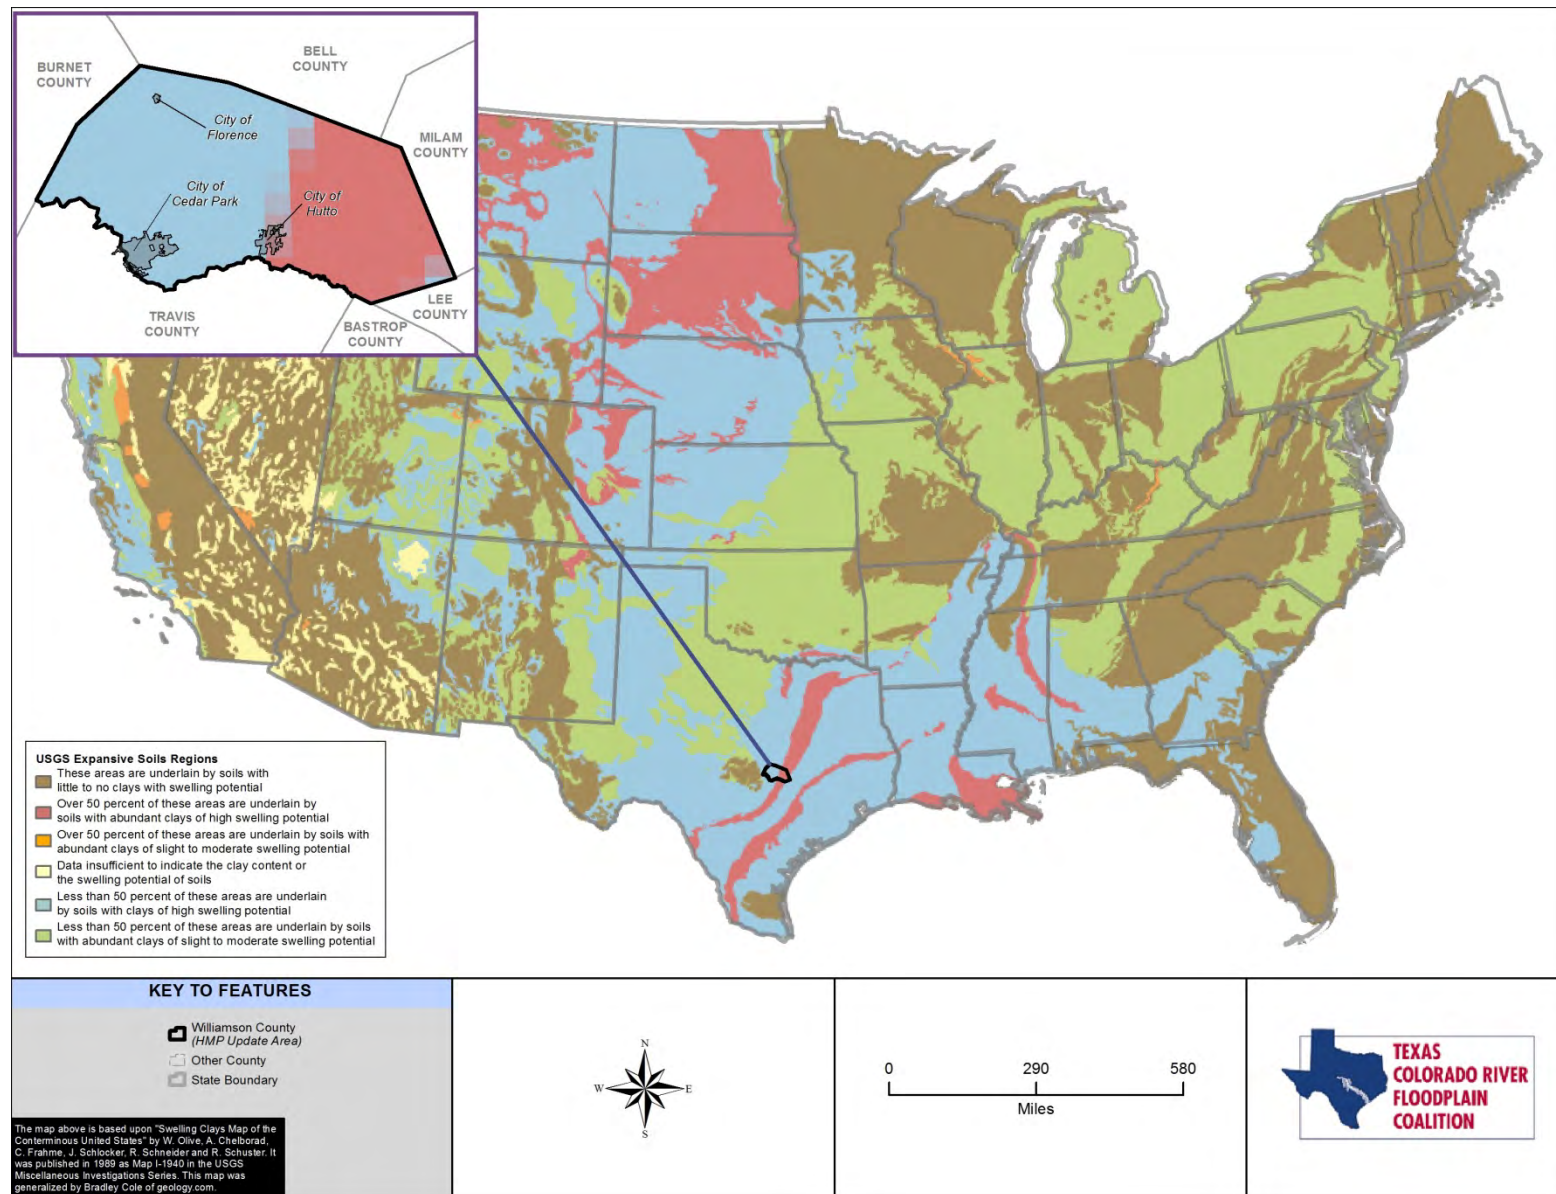 BURNET
COUNTY
BELL
COUNTY
City of
Florence
MILAM
COUNTY
City of
Cedar Park
City of
Hutto
TRAVIS
COUNTY
BASTROP
COUNTY
LEE
COUNTY
USGS Expansive Soils Regions
These areas are underlain by soils with
little to no clays with swelling potential
Over 50 percent of these areas are underlain by
soils with abundant clays of high swelling potential
Over 50 percent of these areas are underlain by soils with
abundant clays of slight to moderate swelling potential
Data insufficient to indicate the clay content or
the swelling potential of soils
Less than 50 percent of these areas are underlain
by soils with clays of high swelling potential
Less than 50 percent of these areas are underlain by soils
with abundant clays of slight to moderate swelling potential
KEY TO FEATURES
Williamson County
(HMP Update Area)
Other County
State Boundary
The map above is based upon "Swelling Clays Map of the
Conterminous United States" by W. Olive, A. Chelborad,
C. Frahme, J. Schlocker, R. Schneider and R. Schuster. It
was published in 1989 as Map I-1940 in the USGS
Miscellaneous Investigations Series. This map was
generalized by Bradley Cole of geology.com.
N
W
E
S
0 290 580
Miles
TEXAS
COLORADO RIVER
FLOODPLAIN
COALITION